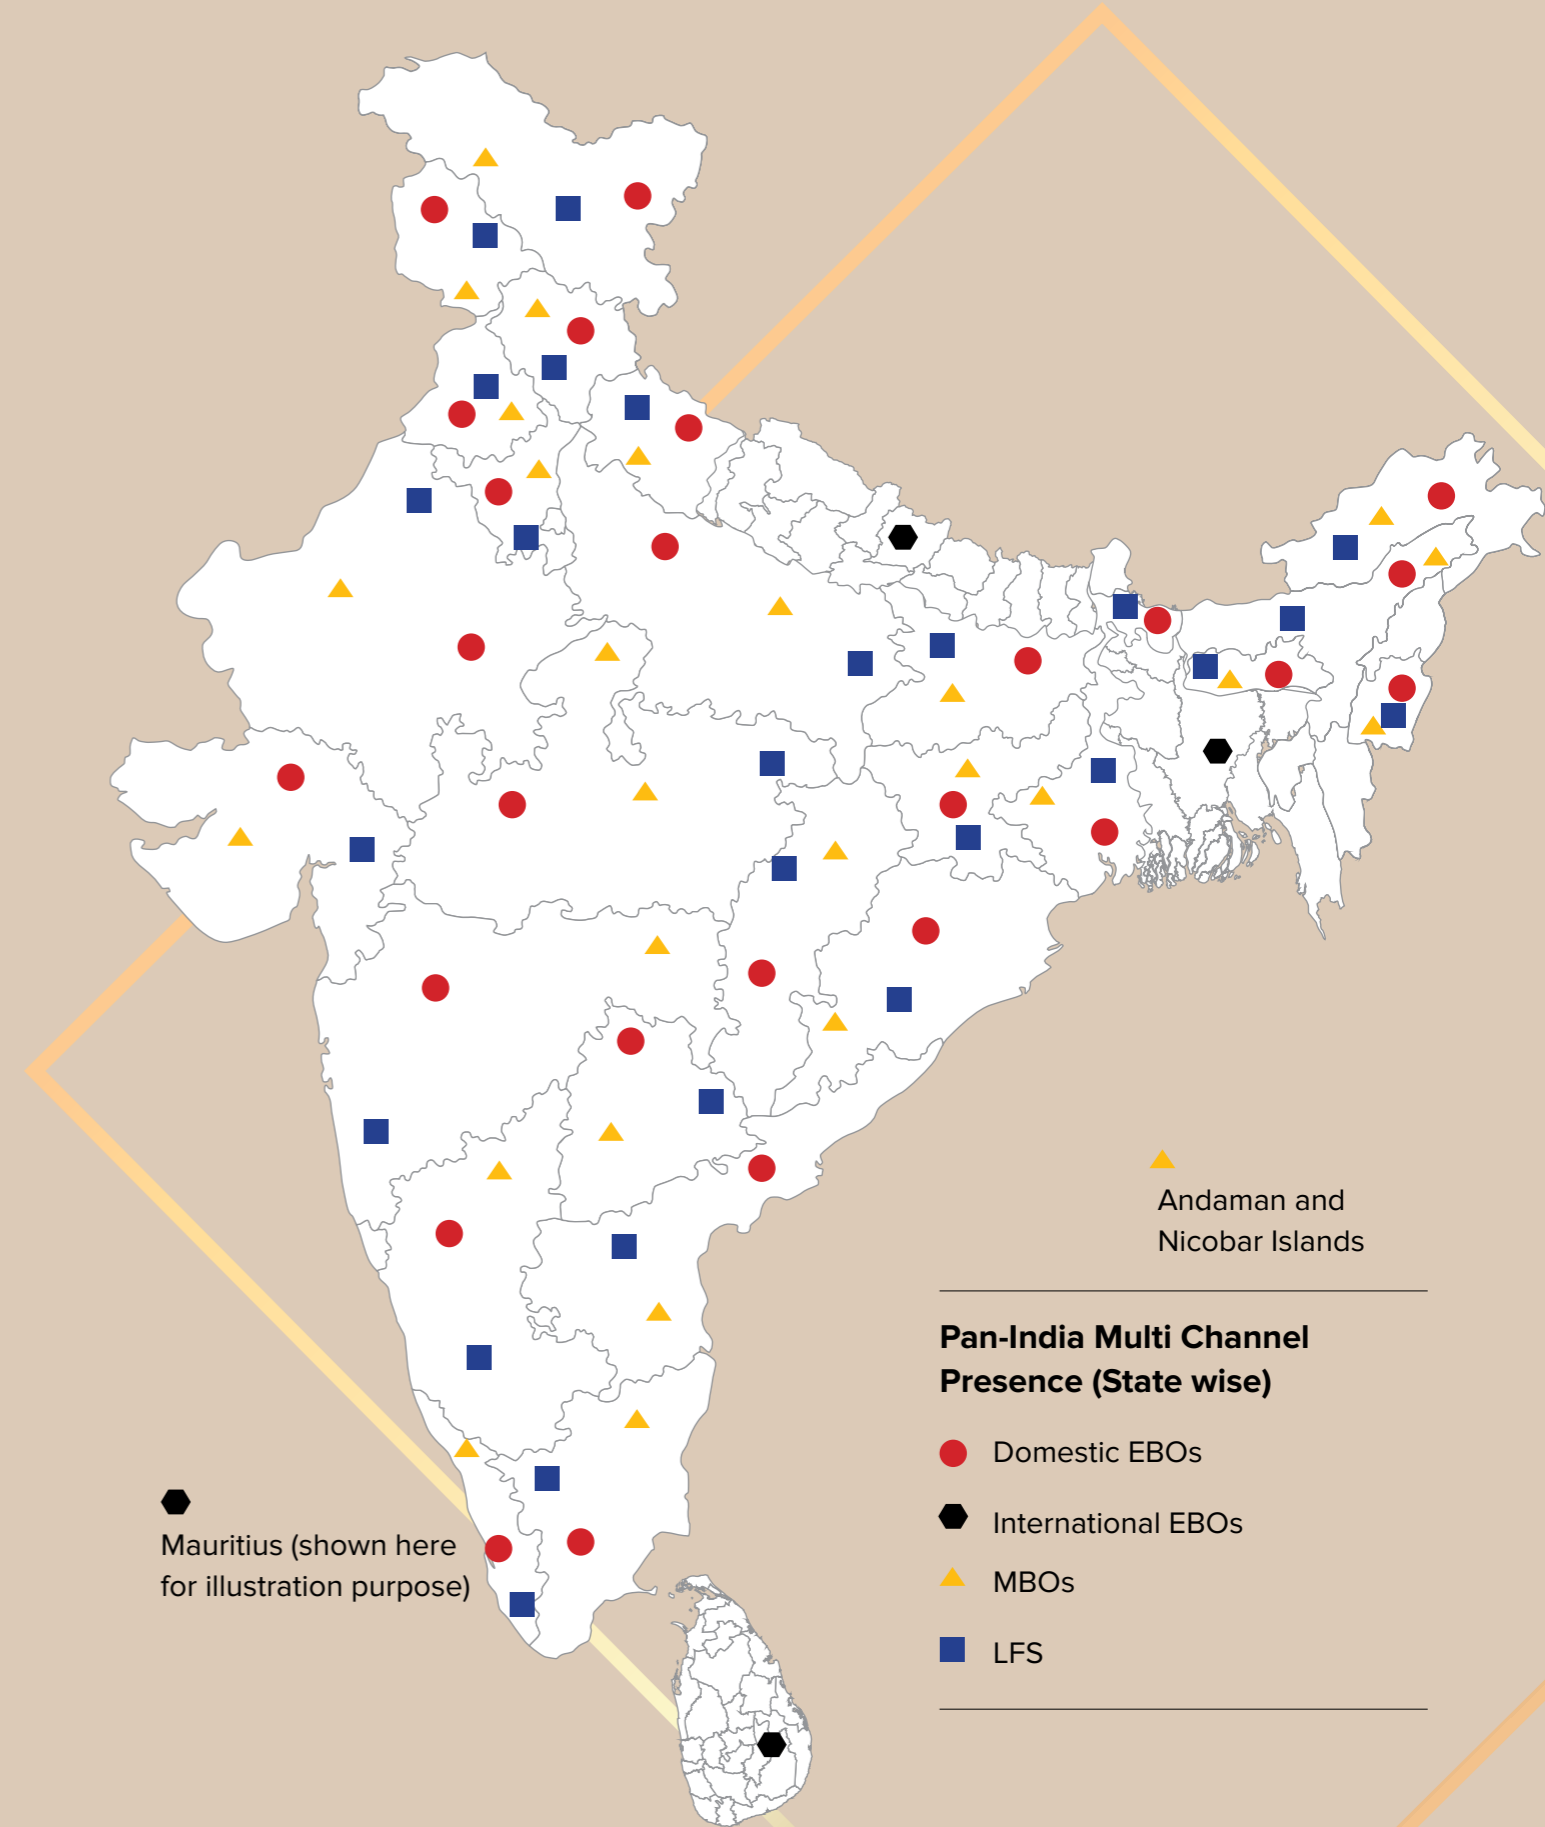 Andaman and
Nicobar Islands
Pan-India Multi Channel
Presence (State wise)
Domestic EBOs
International EBOs
MBOs
LFS
Mauritius (shown here
for illustration purpose)